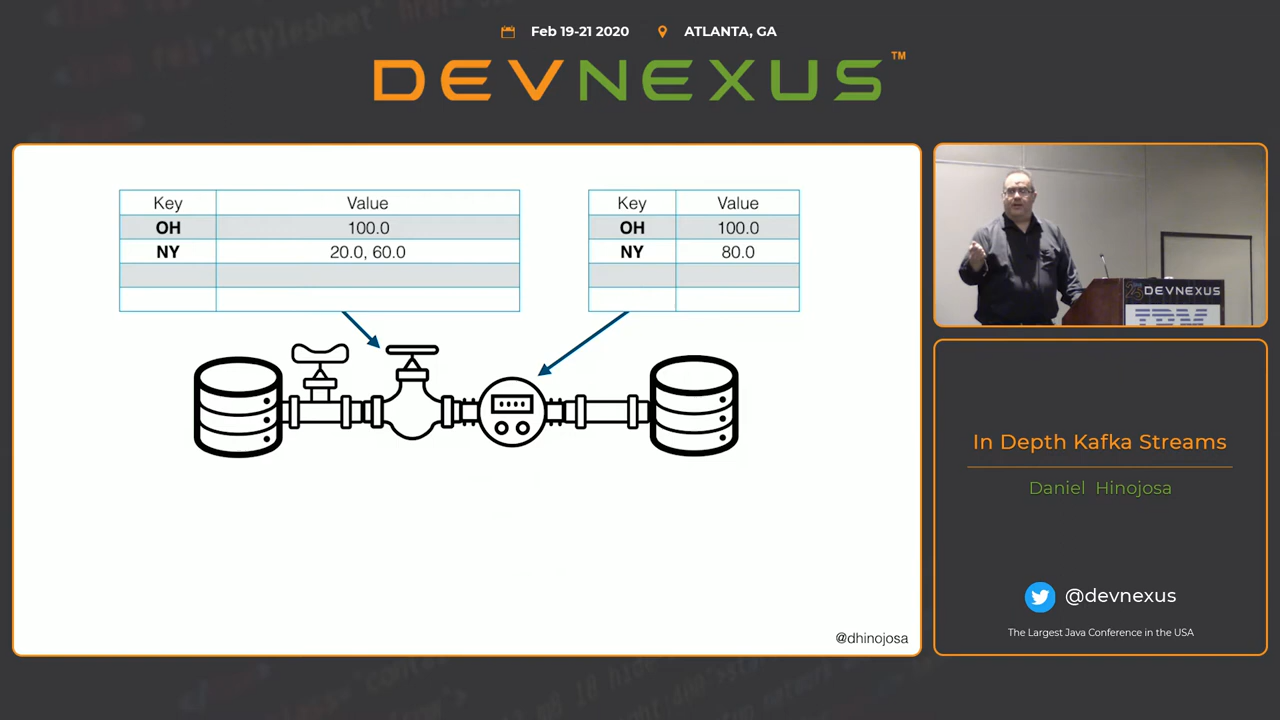 Feb 19-21 2020 ATLANTA, GA
DEVNEXUS™
Key Value
OH 100.0
NY 20.0, 60.0
Key Value
OH 100.0
NY 80.0
@dhinojosa
DEVNEXUS
IBM
In Depth Kafka Streams
Daniel Hinojosa
@devnexus
The Largest Java Conference in the USA